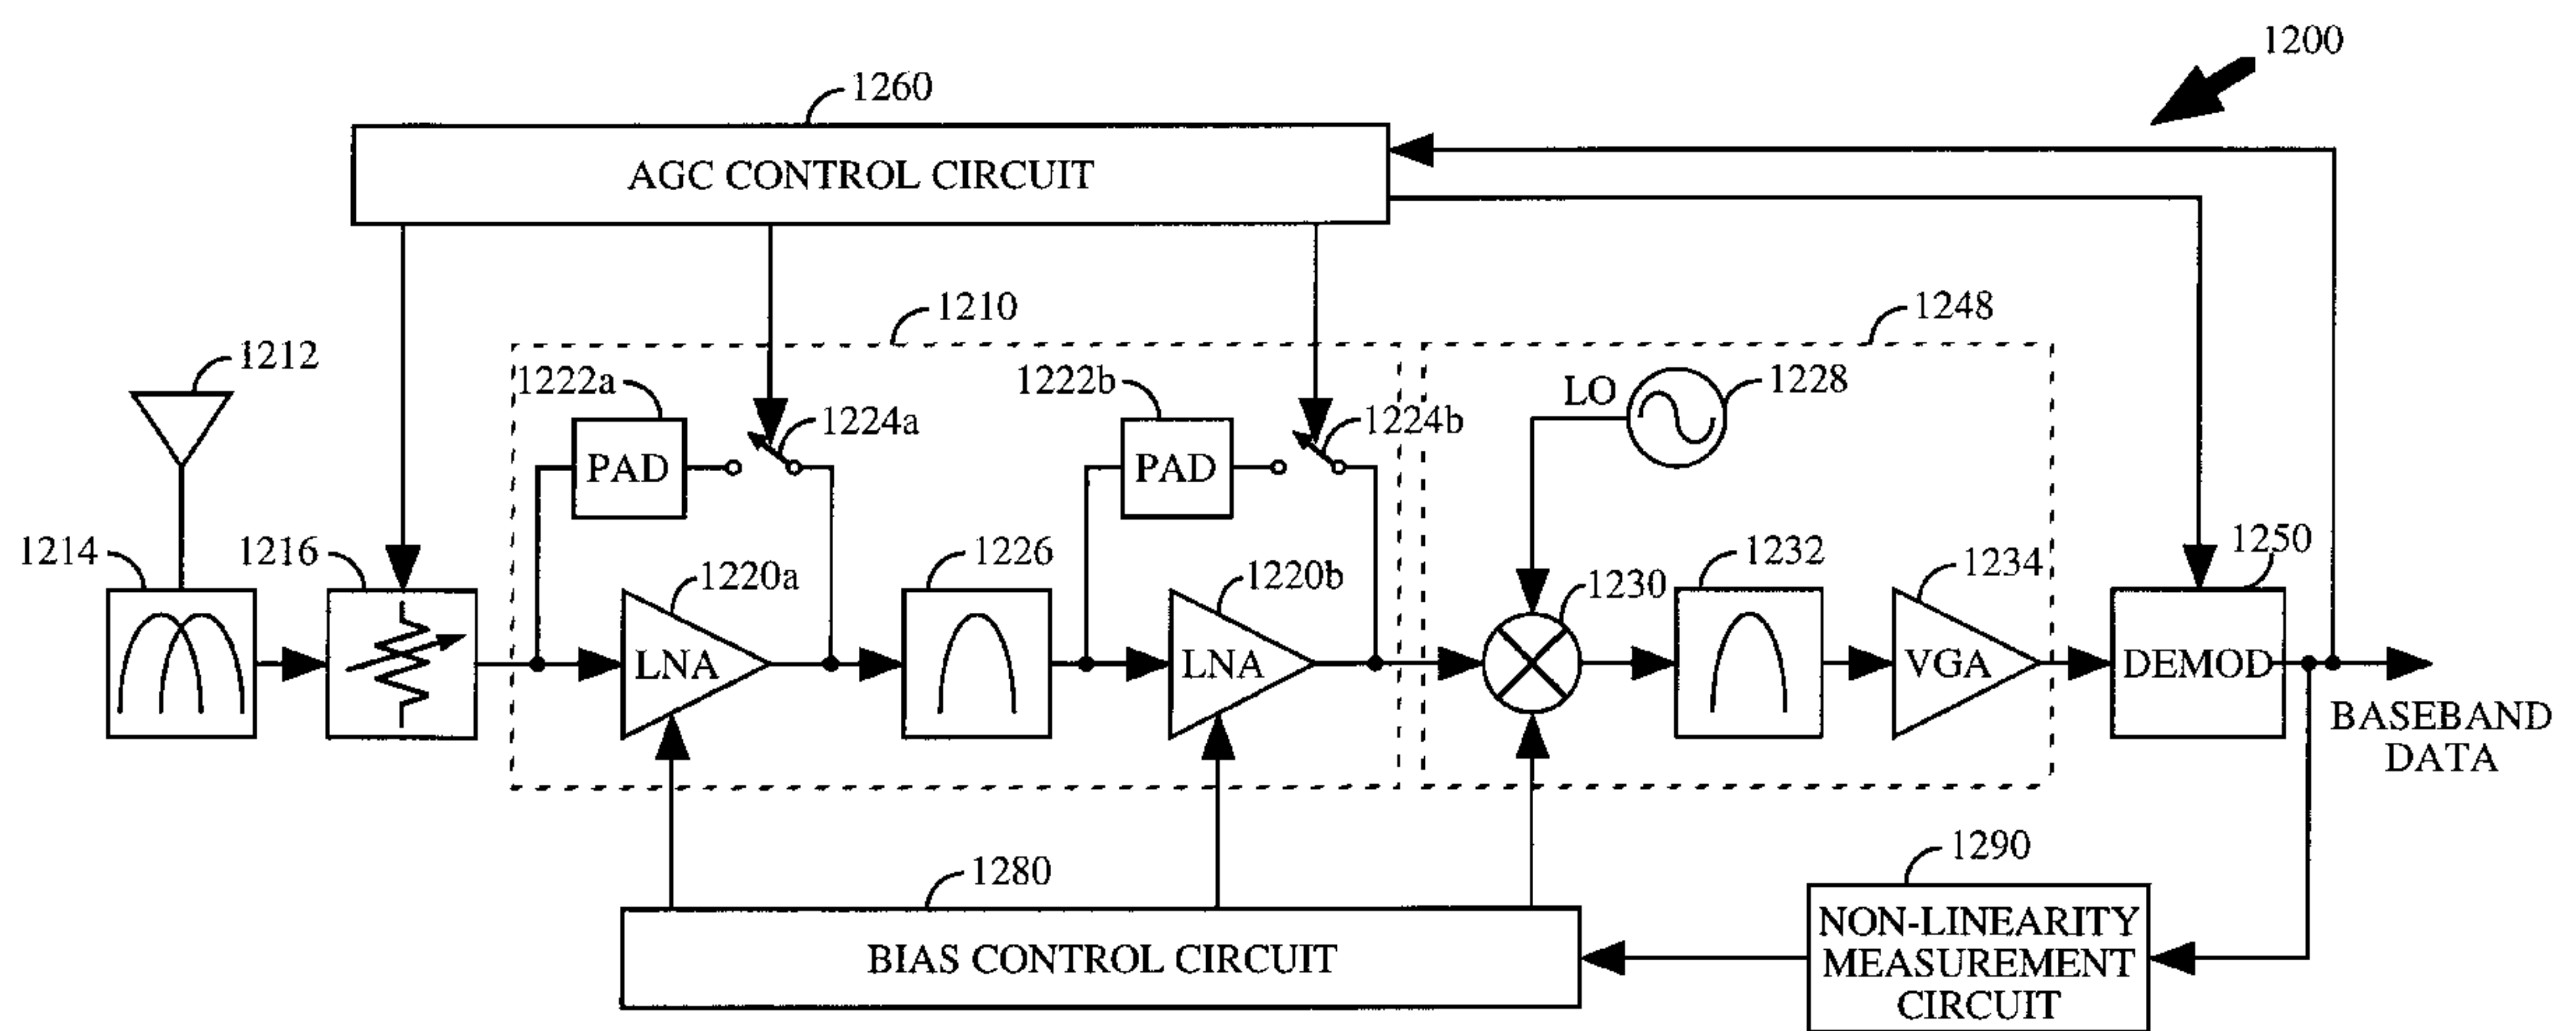 1200
1260
AGC CONTROL CIRCUIT
1210
1248
1212
1222a
1222b
LO
1228
1224a
1224b
PAD
PAD
1214
1216
1220a
1226
1220b
1230
1232
1234
1250
LNA
LNA
VGA
DEMOD
BASEBAND
DATA
1280
1290
BIAS CONTROL CIRCUIT
NON-LINEARITY
MEASUREMENT
CIRCUIT